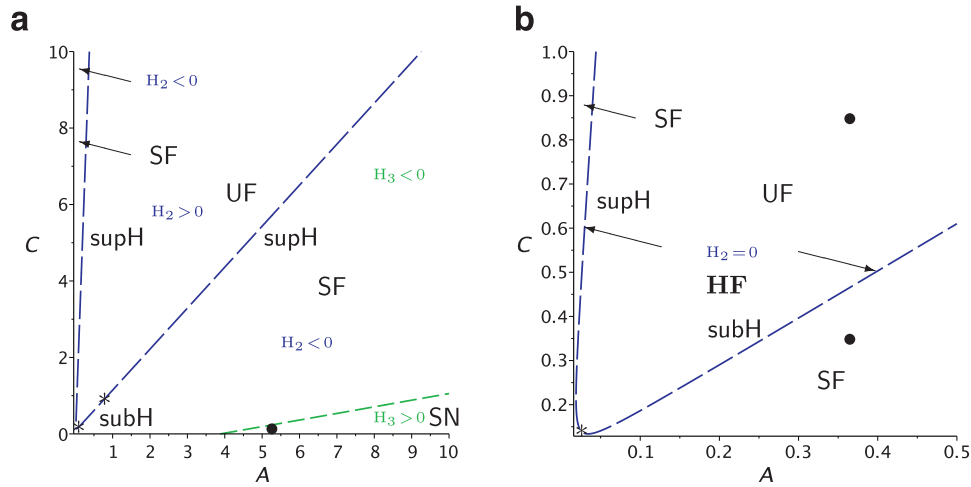 a
10
H₂ < 0
8
SF
H₃ < 0
UF
6
H₂ > 0
supH
supH
C
4
SF
2
H₂ < 0
subH
H₃ > 0
SN
0
1 2 3 4 5 6 7 8 9 10
A
b
1.0
0.9
SF
0.8
0.7
UF
supH
0.6
C
H₂ = 0
0.5
HF
0.4
subH
0.3
SF
0.2
0.1 0.2 0.3 0.4 0.5
A